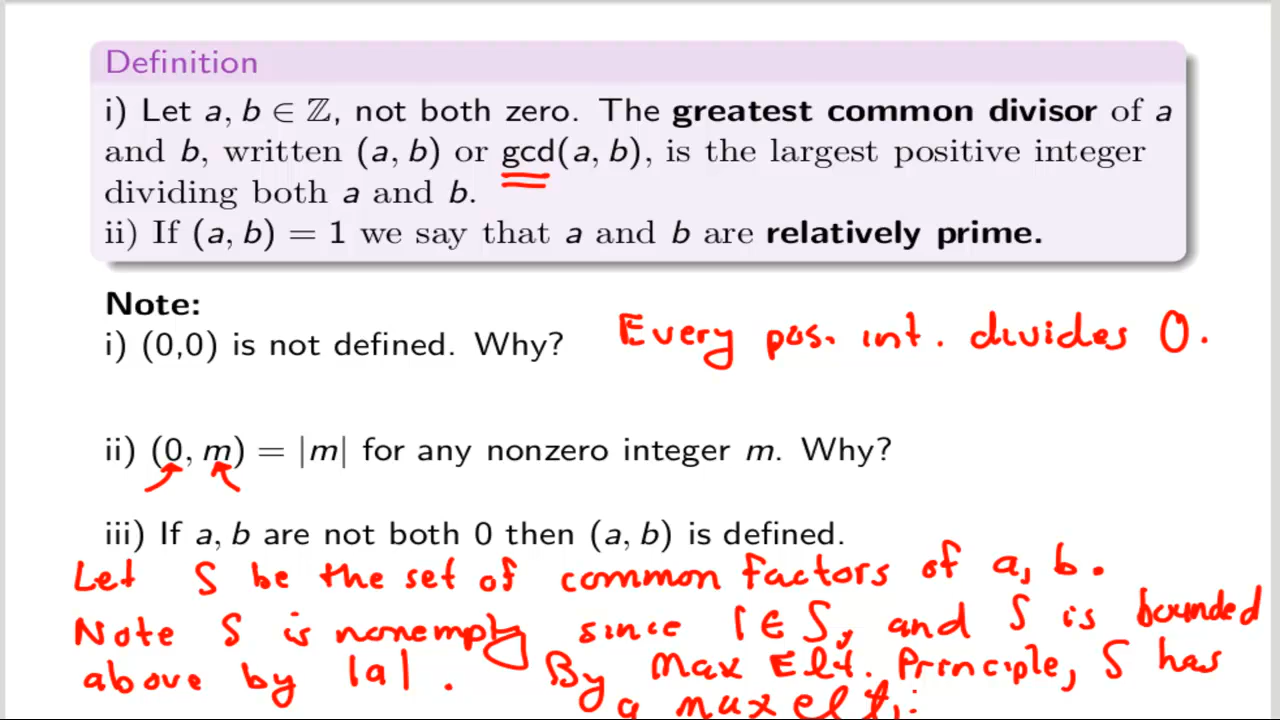 Definition
i) Let a, b ∈ ℤ, not both zero. The greatest common divisor of a
and b, written (a, b) or gcd(a, b), is the largest positive integer
dividing both a and b.
ii) If (a, b) = 1 we say that a and b are relatively prime.
Note:
i) (0,0) is not defined. Why? Every pos. int. divides 0.
ii) (0, m) = |m| for any nonzero integer m. Why?
iii) If a, b are not both 0 then (a, b) is defined.
Let S be the set of common factors of a, b.
Note S is nonempty since 1 ∈ S, and S is bounded
above by |a|. By Max Elt. Principle, S has
a max elt,